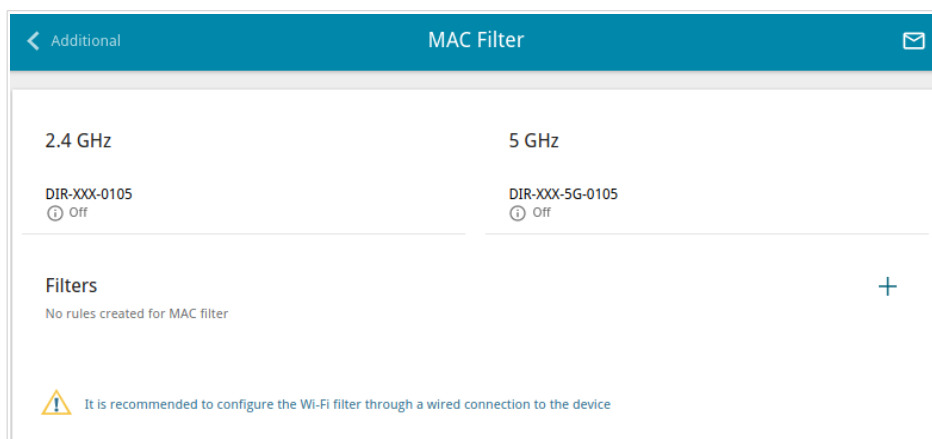 Additional
MAC Filter
2.4 GHz
5 GHz
DIR-XXX-0105
Off
DIR-XXX-5G-0105
Off
Filters
No rules created for MAC filter
It is recommended to configure the Wi-Fi filter through a wired connection to the device